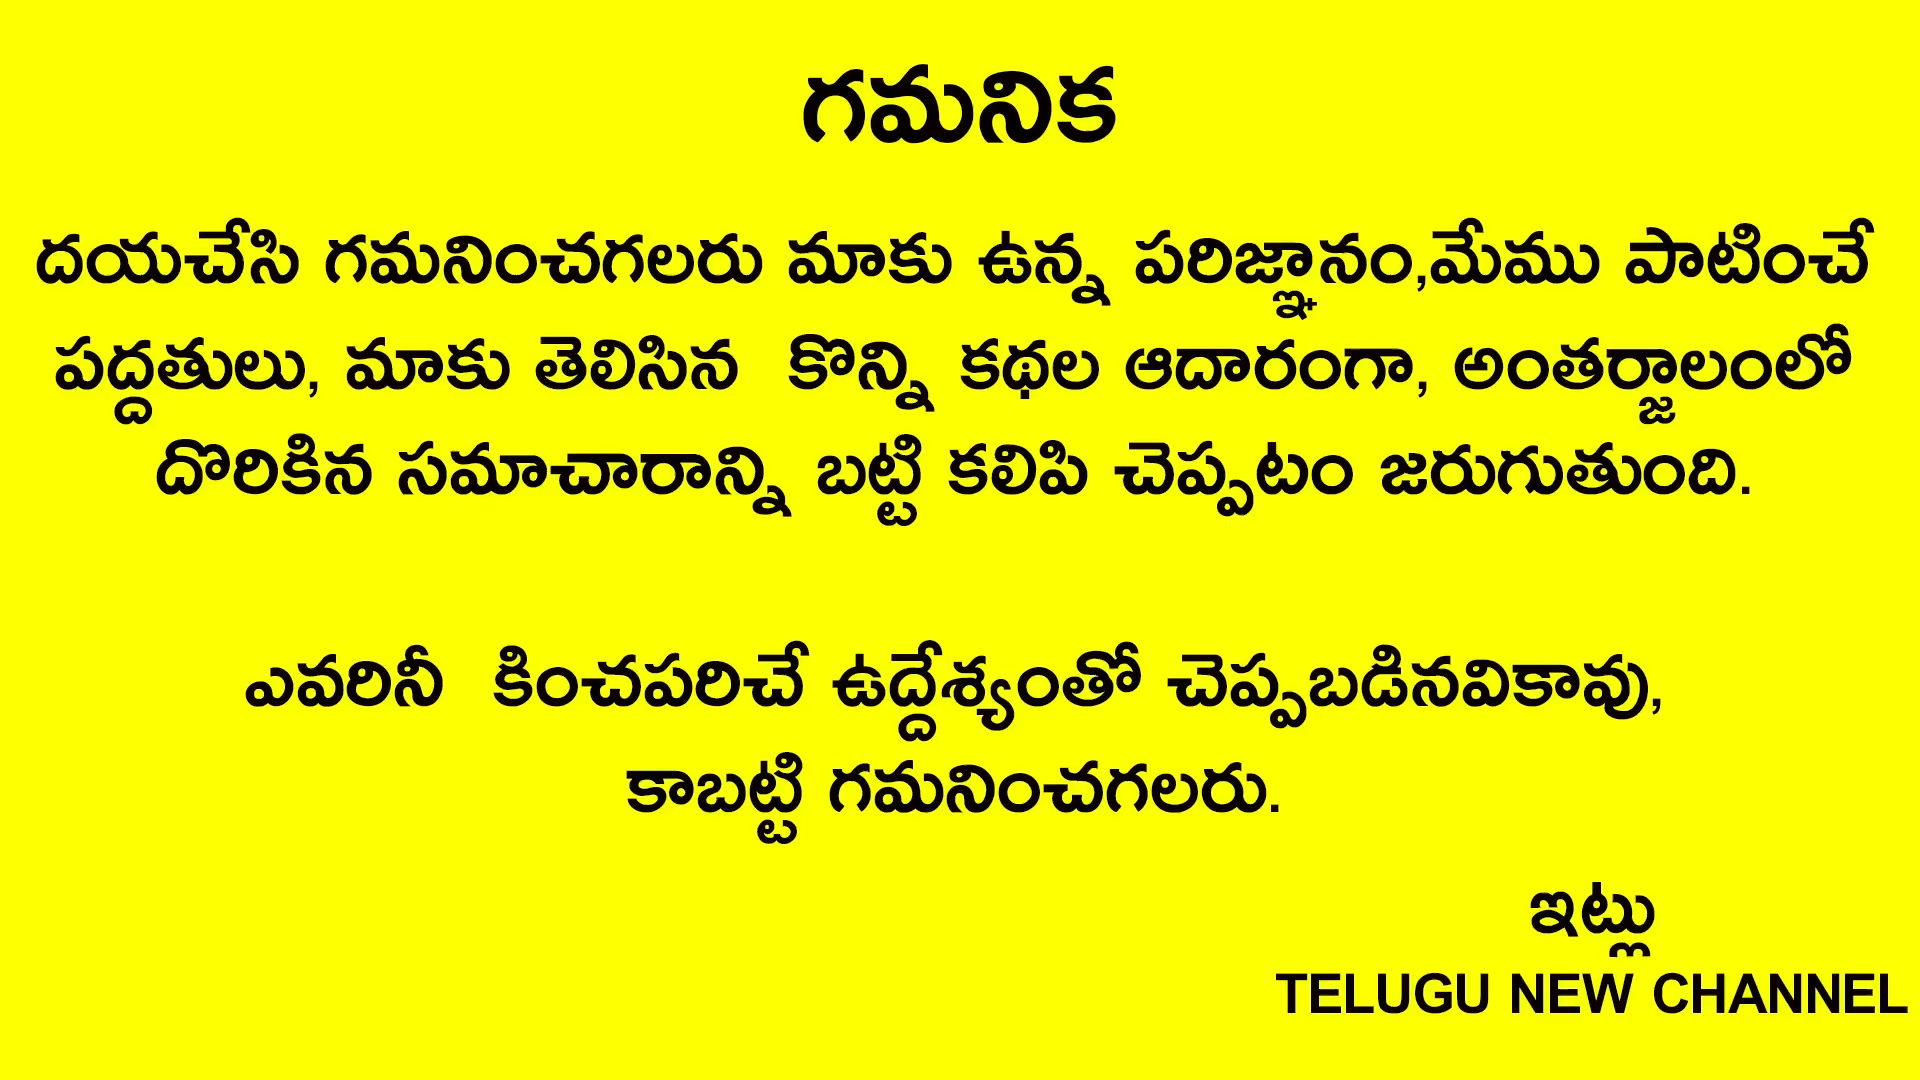 గమనిక
దయచేసి గమనించగలరు మాకు ఉన్న పరిజ్ఞానం,మేము పాటించే
పద్దతులు, మాకు తెలిసిన కొన్ని కథల ఆదారంగా, అంతర్జాలంలో
దొరికిన సమాచారాన్ని బట్టి కలిపి చెప్పటం జరుగుతుంది.
ఎవరినీ కించపరిచే ఉద్దేశ్యంతో చెప్పబడినవికావు,
కాబట్టి గమనించగలరు.
ఇట్లు
TELUGU NEW CHANNEL